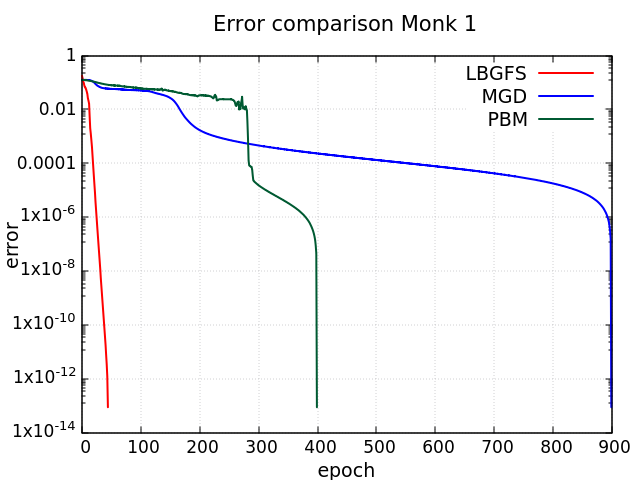 Error comparison Monk 1
LBGFS
MGD
PBM
1
0.01
0.0001
1x10-6
1x10-8
1x10-10
1x10-12
1x10-14
error
0 100 200 300 400 500 600 700 800 900
epoch